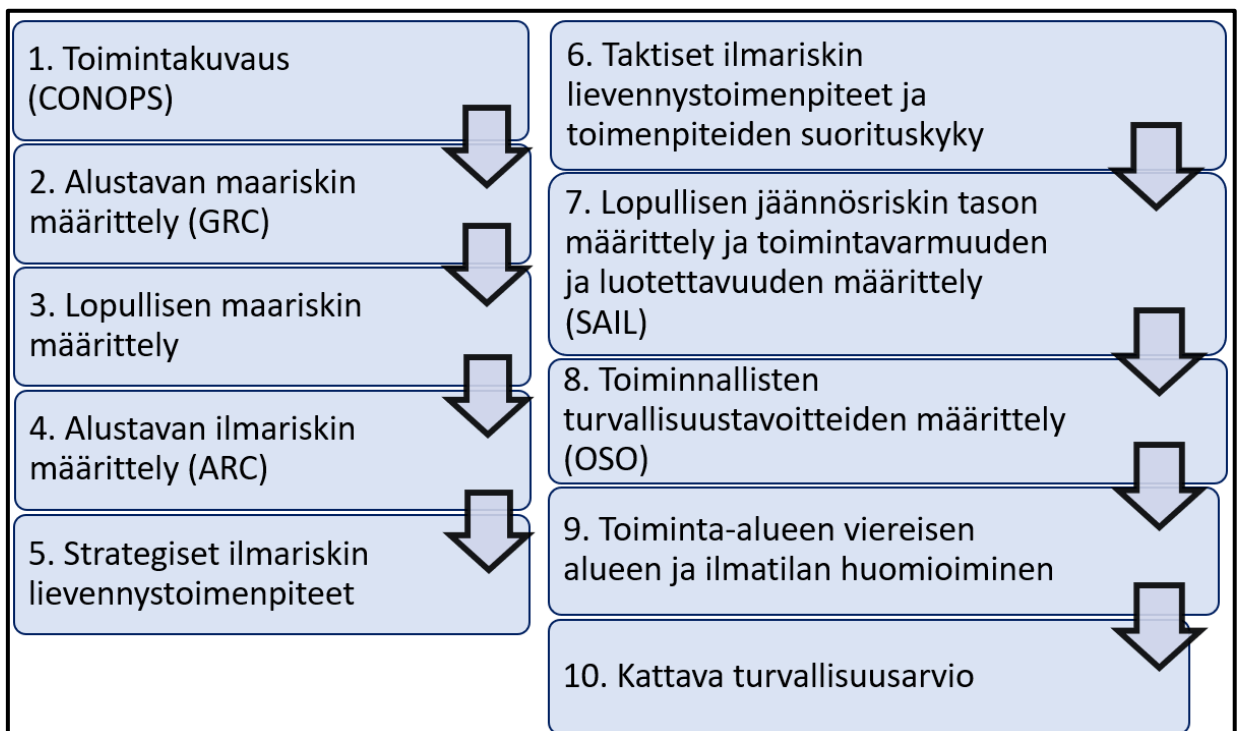 1. Toimintakuvaus
(CONOPS)
2. Alustavan maariskin
määrittely (GRC)
3. Lopullisen maariskin
määrittely
4. Alustavan ilmariskin
määrittely (ARC)
5. Strategiset ilmariskin
lievennystoimenpiteet
6. Taktiset ilmariskin
lievennystoimenpiteet ja
toimenpiteiden suorituskyky
7. Lopullisen jäännösriskin tason
määrittely ja toimintavarmuuden
ja luotettavuuden määrittely
(SAIL)
8. Toiminnallisten
turvallisuustavoitteiden määrittely
(OSO)
9. Toiminta-alueen viereisen
alueen ja ilmatilan huomioiminen
10. Kattava turvallisuusarvio